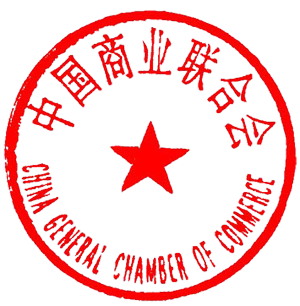 中国商业联合会
CHINA GENERAL CHAMBER OF COMMERCE